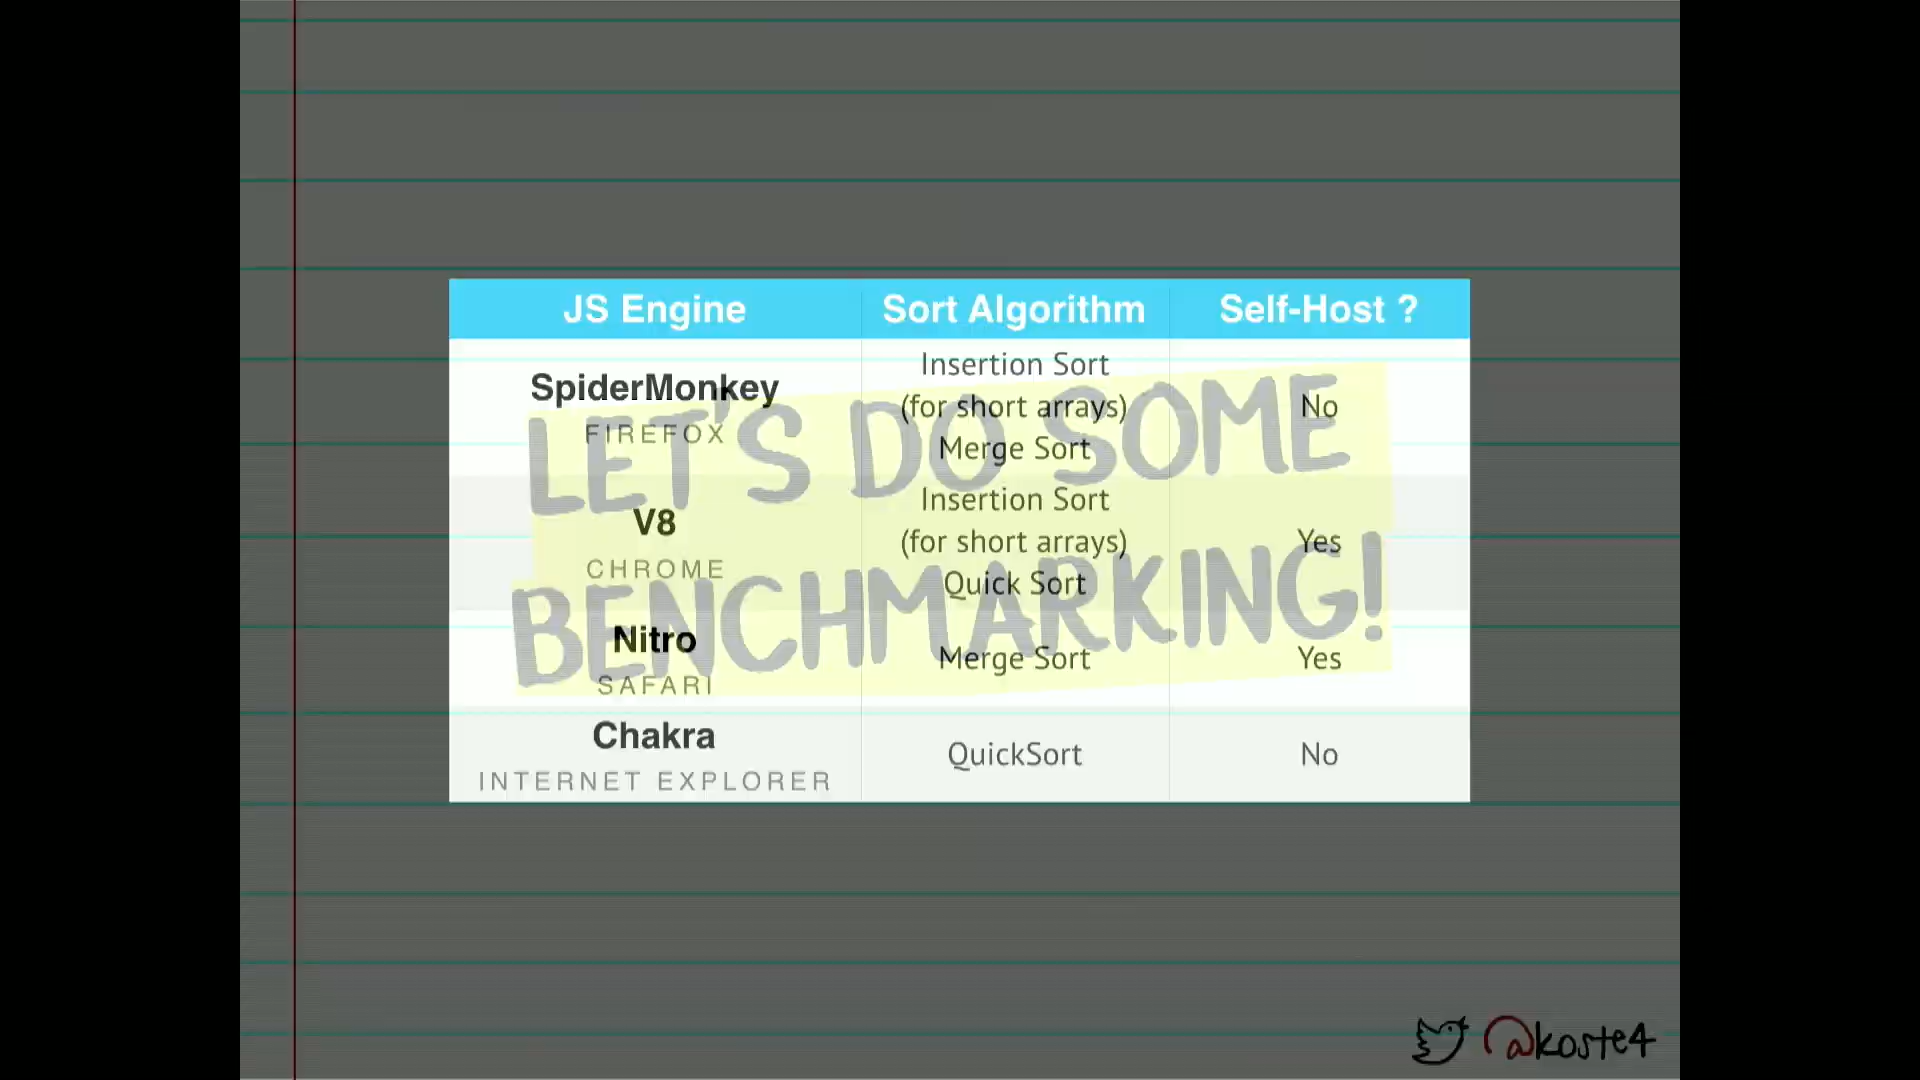 JS Engine Sort Algorithm Self-Host ?
SpiderMonkey
FIREFOX
Insertion Sort
(for short arrays)
Merge Sort
No
V8
CHROME
Insertion Sort
(for short arrays)
Quick Sort
Yes
Nitro
SAFARI
Merge Sort
Yes
Chakra
INTERNET EXPLORER
QuickSort
No
LET'S DO SOME
BENCHMARKING!
@koste4